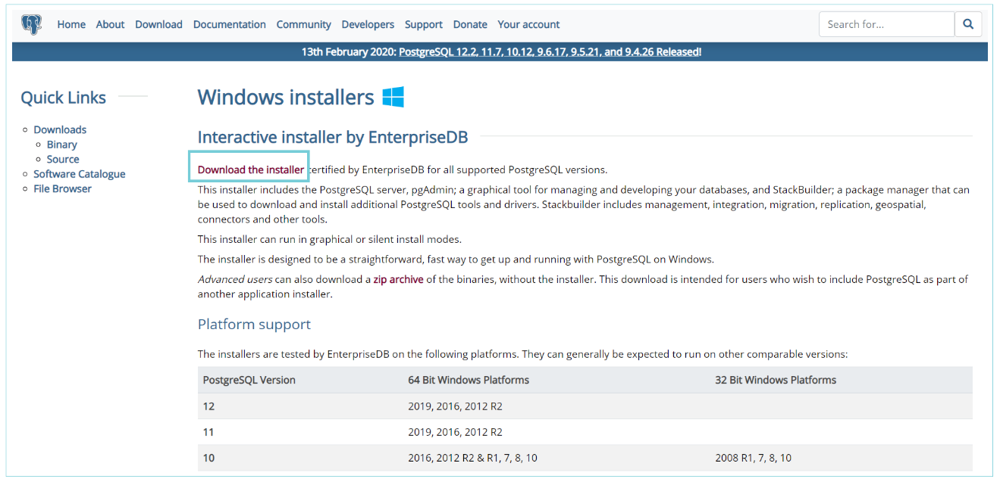 Home About Download Documentation Community Developers Support Donate Your account
Search for...
13th February 2020: PostgreSQL 12.2, 11.7, 10.12, 9.6.17, 9.5.21, and 9.4.26 Released!
Quick Links
Downloads
Binary
Source
Software Catalogue
File Browser
Windows installers
Interactive installer by EnterpriseDB
Download the installer certified by EnterpriseDB for all supported PostgreSQL versions.
This installer includes the PostgreSQL server, pgAdmin; a graphical tool for managing and developing your databases, and StackBuilder; a package manager that can
be used to download and install additional PostgreSQL tools and drivers. Stackbuilder includes management, integration, migration, replication, geospatial,
connectors and other tools.
This installer can run in graphical or silent install modes.
The installer is designed to be a straightforward, fast way to get up and running with PostgreSQL on Windows.
Advanced users can also download a zip archive of the binaries, without the installer. This download is intended for users who wish to include PostgreSQL as part of
another application installer.
Platform support
The installers are tested by EnterpriseDB on the following platforms. They can generally be expected to run on other comparable versions:
PostgreSQL Version 64 Bit Windows Platforms 32 Bit Windows Platforms
12 2019, 2016, 2012 R2
11 2019, 2016, 2012 R2
10 2016, 2012 R2 & R1, 7, 8, 10 2008 R1, 7, 8, 10